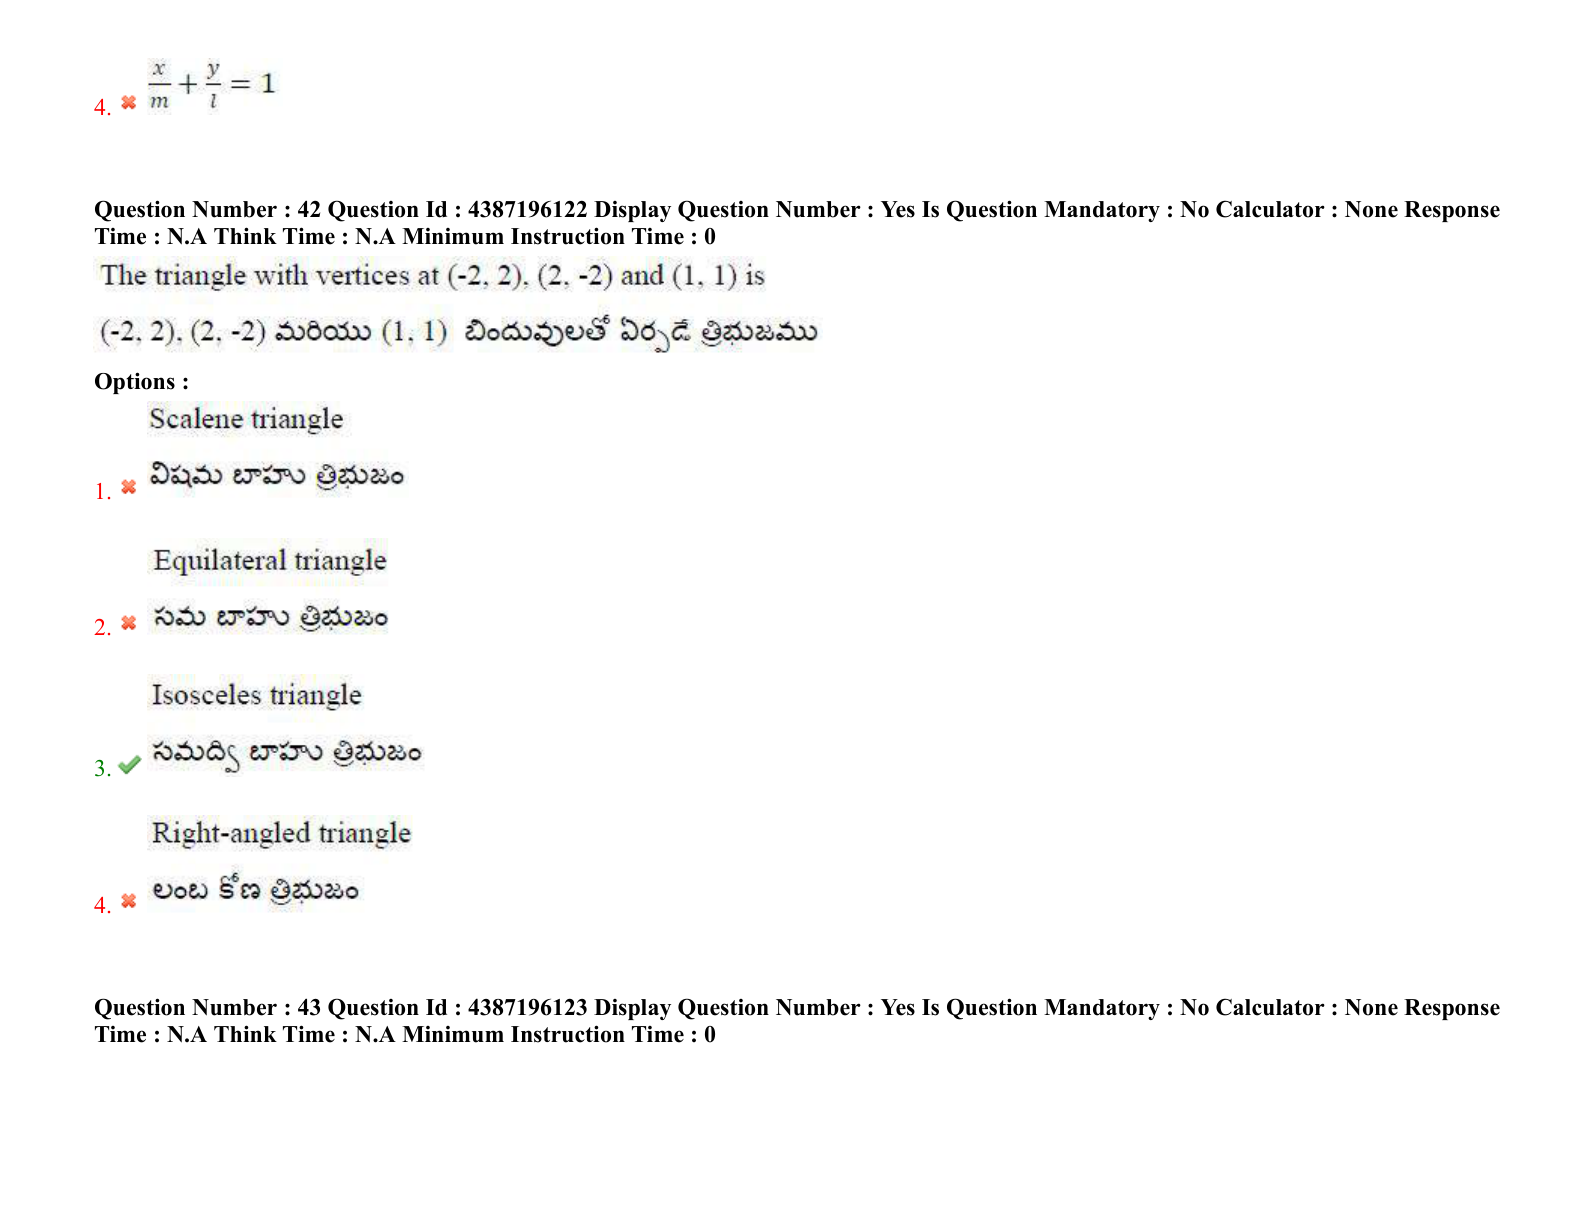 4. x/m + y/l = 1
Question Number : 42 Question Id : 4387196122 Display Question Number : Yes Is Question Mandatory : No Calculator : None Response
Time : N.A Think Time : N.A Minimum Instruction Time : 0
The triangle with vertices at (-2, 2), (2, -2) and (1, 1) is
(-2, 2), (2, -2) మరియు (1, 1) బిందువులతో ఏర్పడే త్రిభుజము
Options :
Scalene triangle
1. విషమ బాహు త్రిభుజం
Equilateral triangle
2. సమ బాహు త్రిభుజం
Isosceles triangle
3. సమద్వి బాహు త్రిభుజం
Right-angled triangle
4. లంబ కోణ త్రిభుజం
Question Number : 43 Question Id : 4387196123 Display Question Number : Yes Is Question Mandatory : No Calculator : None Response
Time : N.A Think Time : N.A Minimum Instruction Time : 0